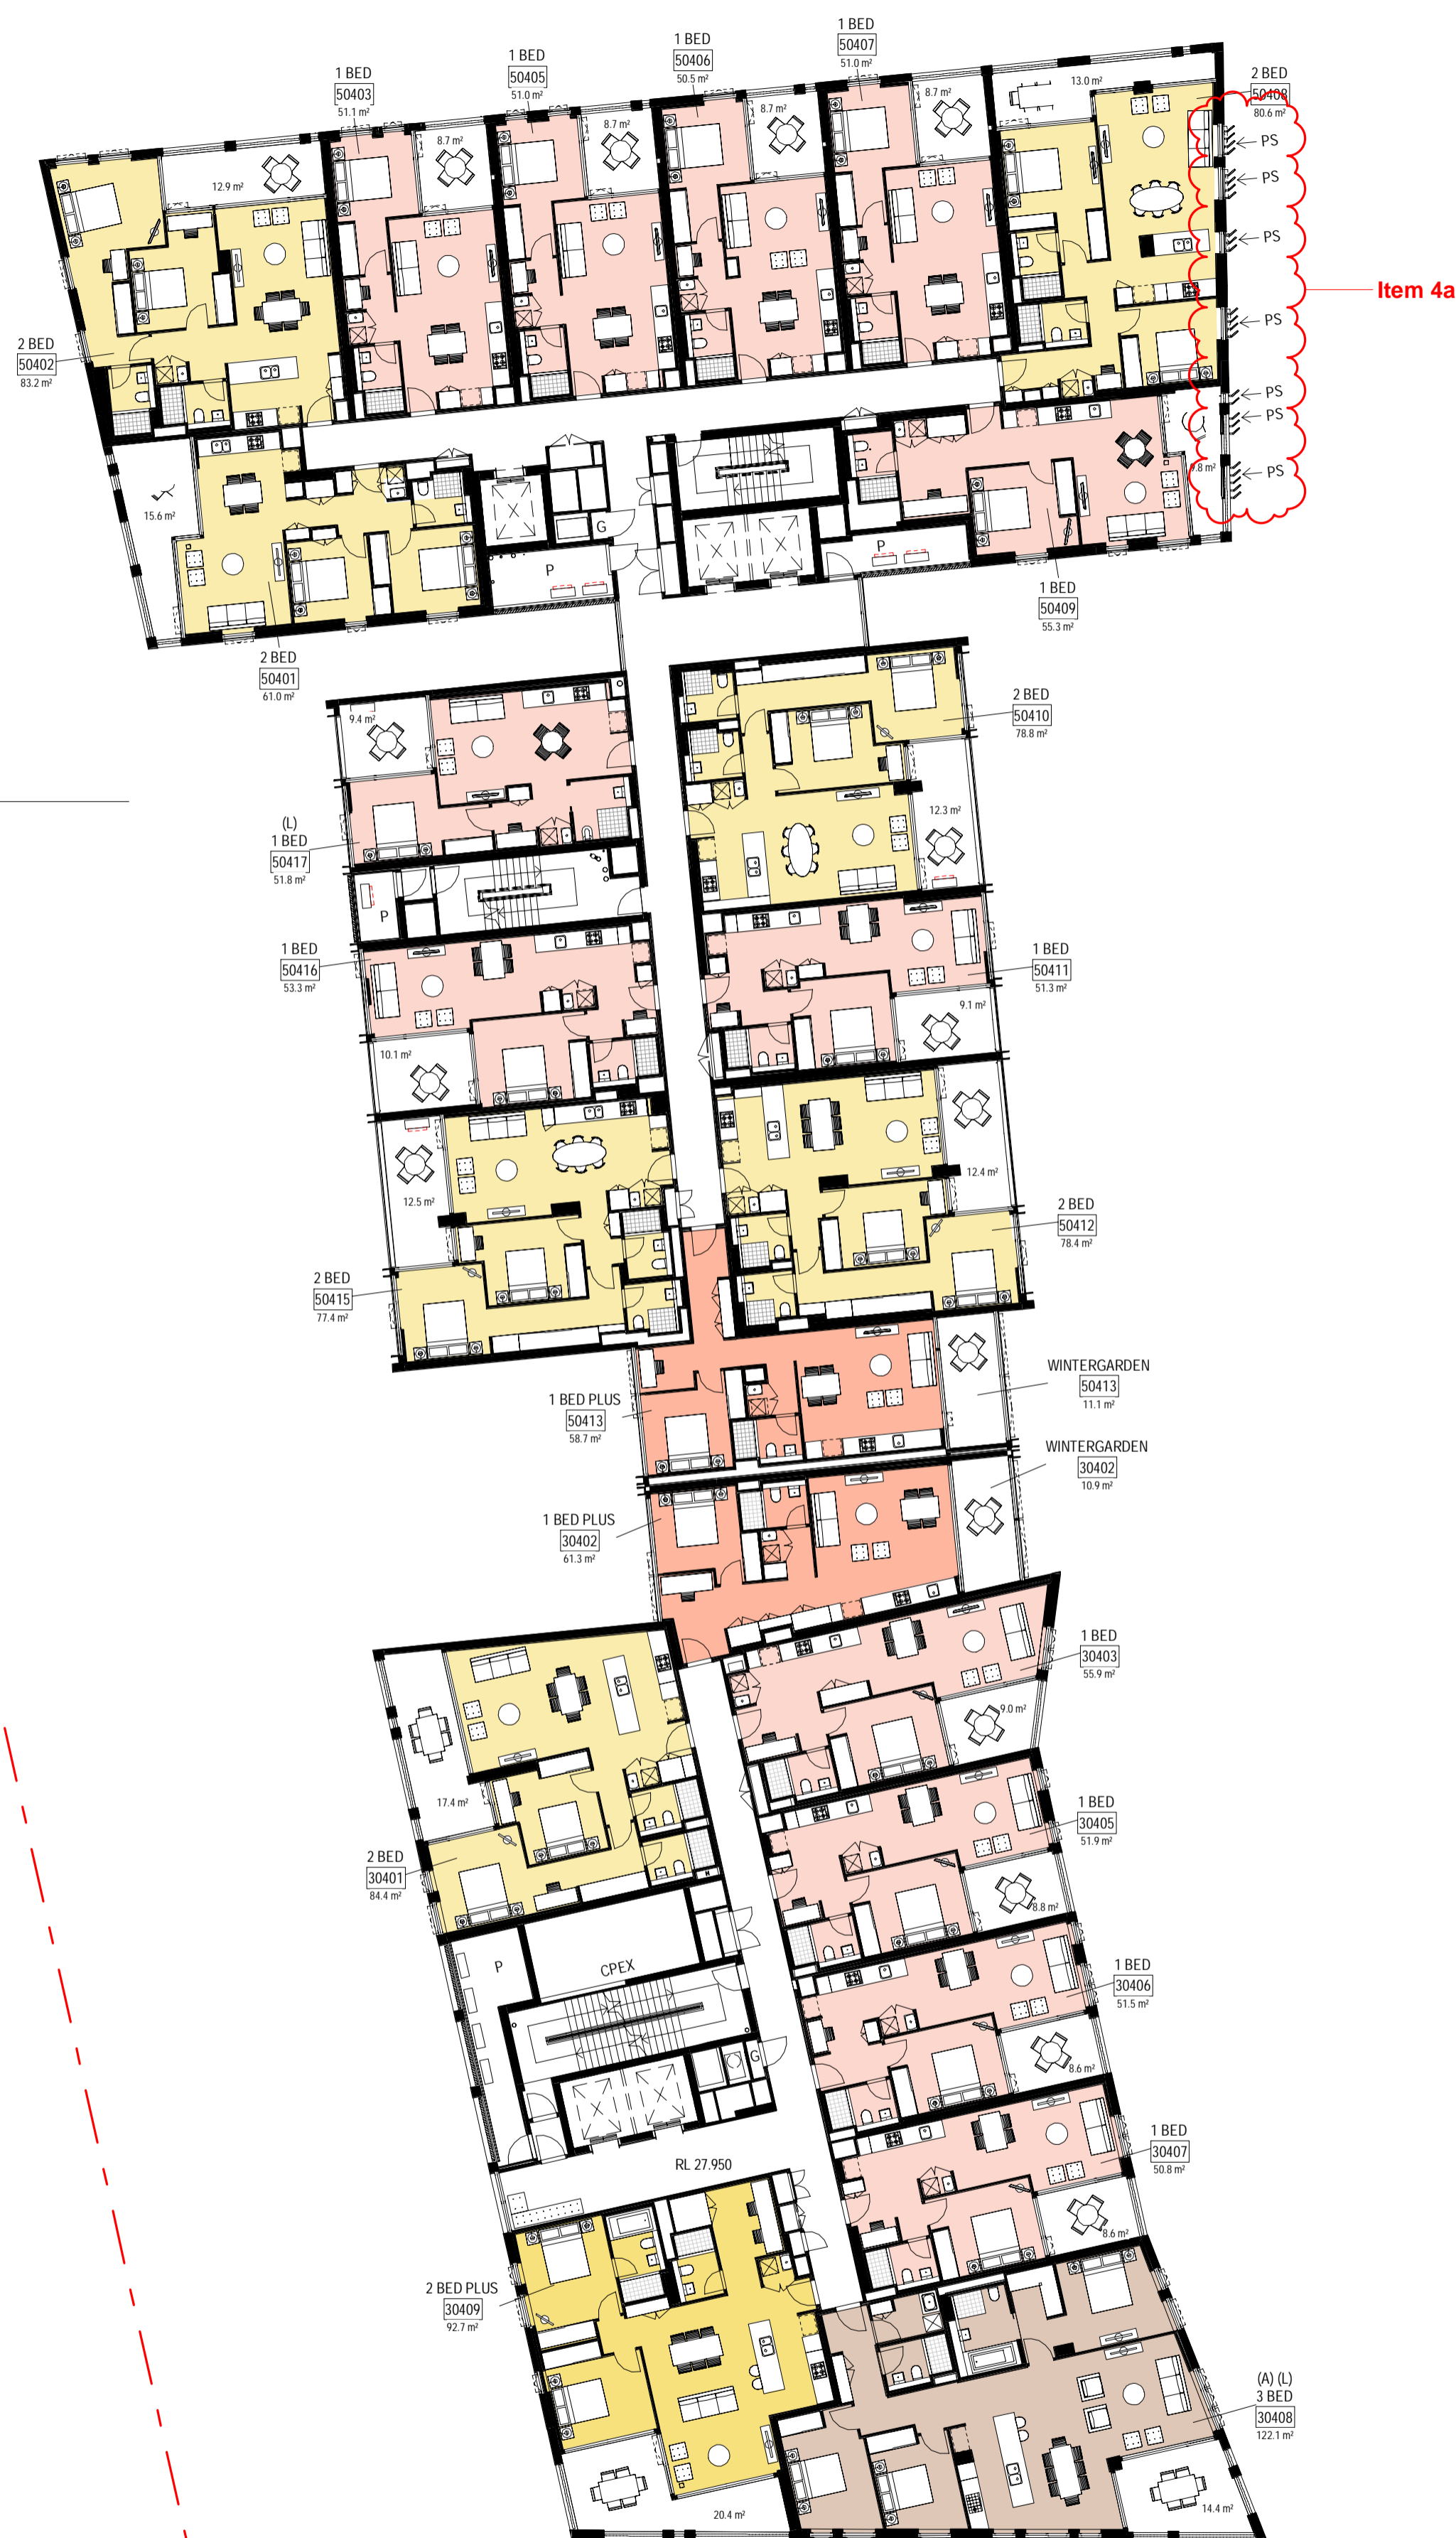 1 BED
50407
51.0 m²
1 BED
50406
50.5 m²
1 BED
50405
51.0 m²
1 BED
50403
51.1 m²
2 BED
50408
80.6 m²
13.0 m²
8.7 m²
8.7 m²
8.7 m²
8.7 m²
12.9 m²
PS
PS
PS
PS
PS
PS
PS
Item 4a
2 BED
50402
83.2 m²
15.6 m²
G
P
P
1 BED
50409
55.3 m²
2 BED
50401
61.0 m²
9.4 m²
2 BED
50410
78.8 m²
12.3 m²
(L)
1 BED
50417
51.8 m²
P
1 BED
50416
53.3 m²
1 BED
50411
51.3 m²
9.1 m²
10.1 m²
12.5 m²
12.4 m²
2 BED
50412
78.4 m²
2 BED
50415
77.4 m²
WINTERGARDEN
50413
11.1 m²
1 BED PLUS
50413
58.7 m²
WINTERGARDEN
30402
10.9 m²
1 BED PLUS
30402
61.3 m²
1 BED
30403
55.9 m²
9.0 m²
17.4 m²
1 BED
30405
51.9 m²
2 BED
30401
84.4 m²
8.8 m²
P
CPEX
1 BED
30406
51.5 m²
G
8.6 m²
1 BED
30407
50.8 m²
RL 27.950
8.6 m²
2 BED PLUS
30409
92.7 m²
(A) (L)
3 BED
30408
122.1 m²
20.4 m²
14.4 m²